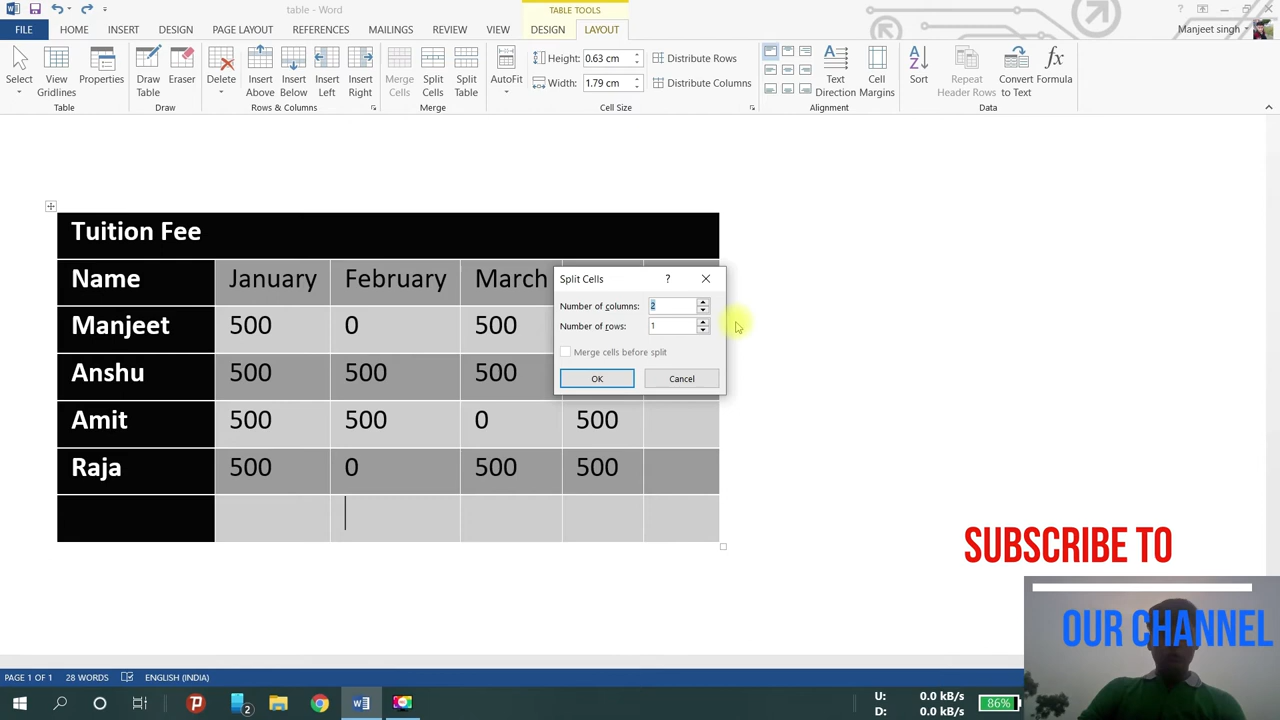 table - Word
TABLE TOOLS
FILE HOME INSERT DESIGN PAGE LAYOUT REFERENCES MAILINGS REVIEW VIEW DESIGN LAYOUT
Manjeet singh
Select
View Gridlines
Properties
Table
Draw Table
Eraser
Draw
Delete
Insert Above
Insert Below
Insert Left
Insert Right
Rows & Columns
Merge Cells
Split Cells
Split Table
Merge
AutoFit
Height: 0.63 cm
Width: 1.79 cm
Distribute Rows
Distribute Columns
Cell Size
Text Direction
Cell Margins
Alignment
Sort
Repeat Header Rows
Convert to Text
Formula
Data
Tuition Fee
Name January February March
Manjeet 500 0 500
Anshu 500 500 500
Amit 500 500 0 500
Raja 500 0 500 500
Split Cells ?
Number of columns: 2
Number of rows: 1
Merge cells before split
OK Cancel
SUBSCRIBE TO
OUR CHANNEL
PAGE 1 OF 1 28 WORDS ENGLISH (INDIA)
2
U: 0.0 kB/s
D: 0.0 kB/s
86%